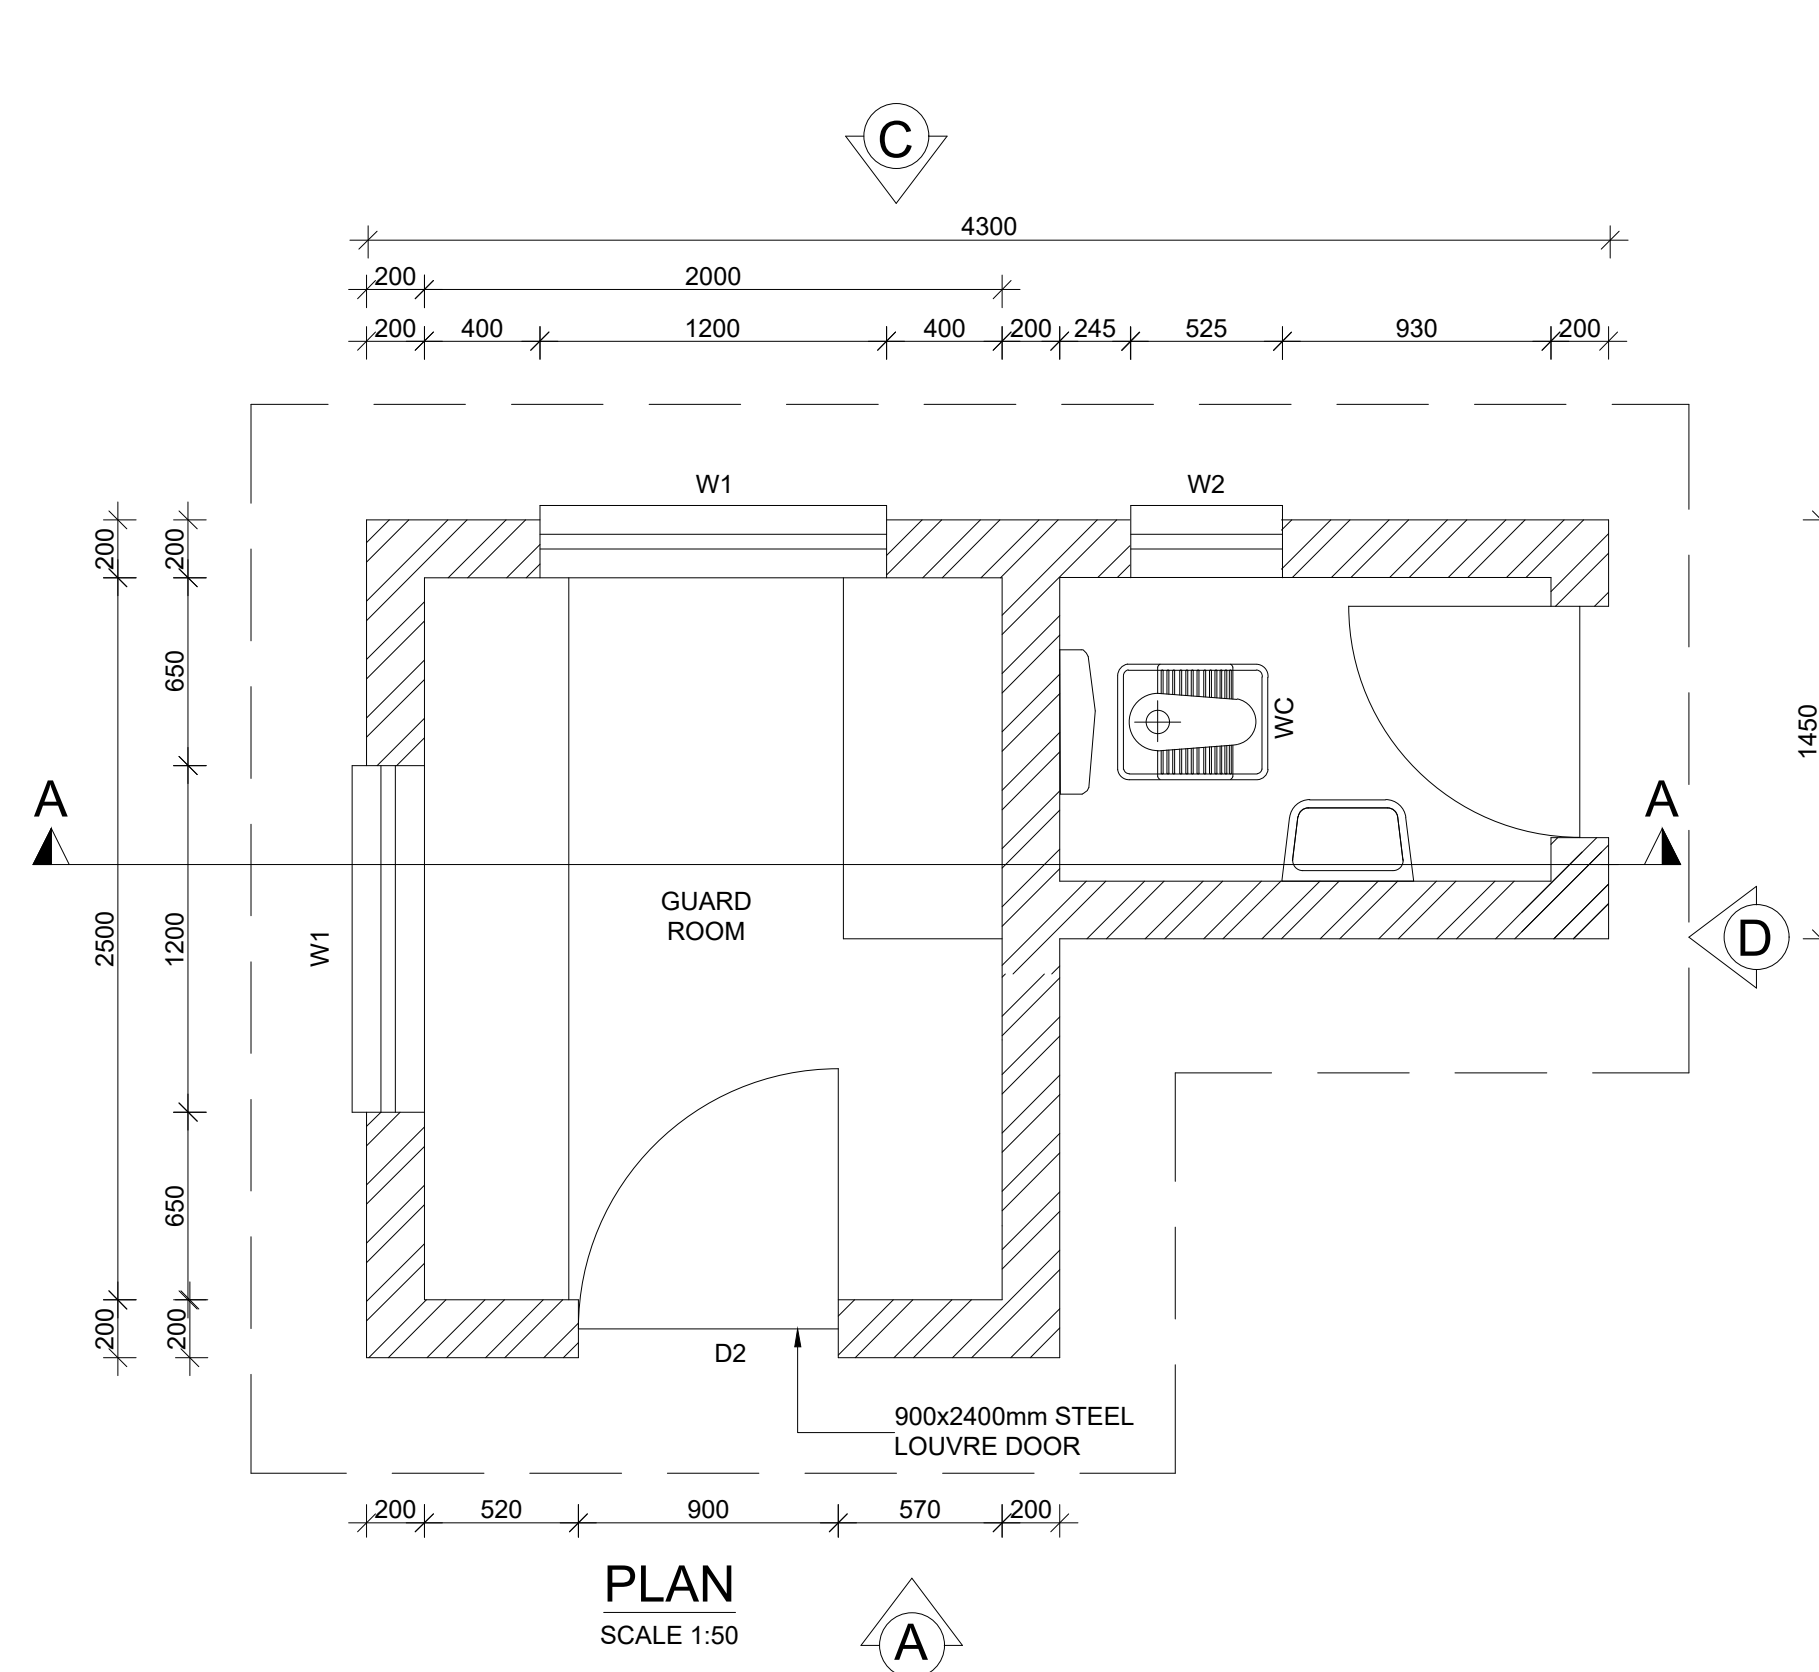 C
4300
200 2000
200 400 1200 400 200 245 525 930 200
W1 W2
200 200
650
WC
1450
A A
GUARD
ROOM
D
2500 1200 W1
650
200 200
D2
900x2400mm STEEL
LOUVRE DOOR
200 520 900 570 200
PLAN
SCALE 1:50
A